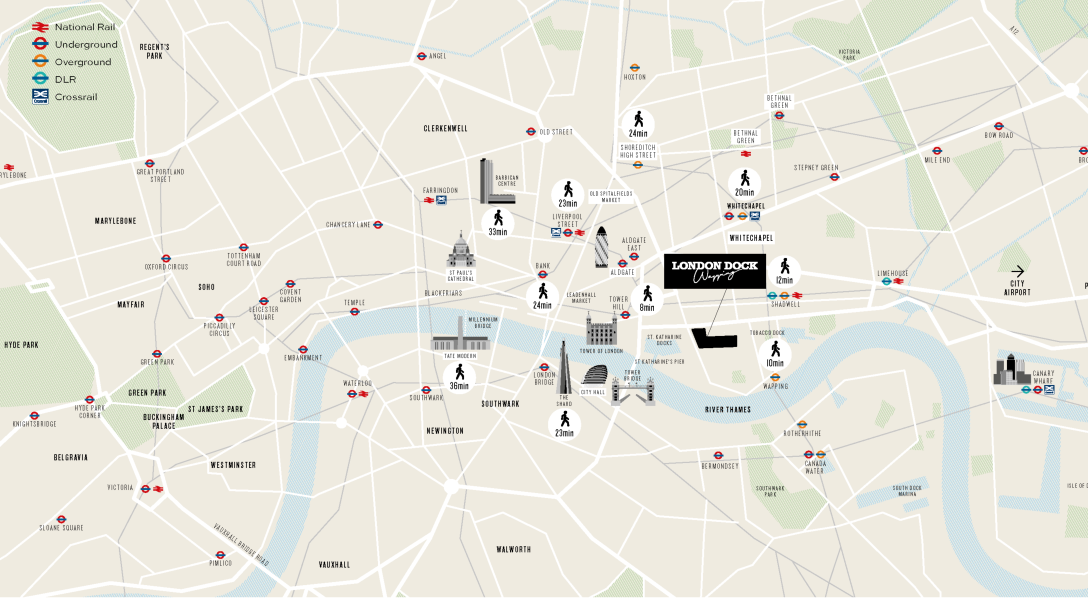 National Rail
Underground
Overground
DLR
Crossrail
Crossrail
REGENT'S
PARK
ANGEL
HOXTON
VICTORIA
PARK
A12
BETHNAL
GREEN
CLERKENWELL
OLD STREET
24min
SHOREDITCH
HIGH STREET
BETHNAL
GREEN
BOW ROAD
MILE END
BRO
RYLEBONE
GREAT PORTLAND
STREET
STEPNEY GREEN
FARRINGDON
BARBICAN
CENTRE
23min
OLD SPITALFIELDS
MARKET
20min
WHITECHAPEL
MARYLEBONE
CHANCERY LANE
33min
LIVERPOOL
STREET
WHITECHAPEL
ALDGATE
EAST
TOTTENHAM
COURT ROAD
OXFORD CIRCUS
ST PAUL'S
CATHEDRAL
BANK
ALDGATE
LONDON DOCK
Wapping
12min
LIMEHOUSE
CITY
AIRPORT
P
SOHO
COVENT
GARDEN
BLACKFRIARS
24min
LEADENHALL
MARKET
8min
SHADWELL
MAYFAIR
LEICESTER
SQUARE
TEMPLE
TOWER
HILL
PICCADILLY
CIRCUS
MILLENNIUM
BRIDGE
TOBACCO DOCK
HYDE PARK
GREEN PARK
EMBANKMENT
TATE MODERN
TOWER OF LONDON
ST KATHARINE
DOCKS
ST KATHARINE'S PIER
10min
WAPPING
WATERLOO
36min
LONDON
BRIDGE
THE
SHARD
CITY HALL
TOWER
BRIDGE
CANARY
WHARF
GREEN PARK
HYDE PARK
CORNER
KNIGHTSBRIDGE
BUCKINGHAM
PALACE
ST JAMES'S PARK
SOUTHWARK
SOUTHWARK
RIVER THAMES
23min
NEWINGTON
ROTHERHITHE
BELGRAVIA
WESTMINSTER
BERMONDSEY
CANADA
WATER
VICTORIA
SOUTHWARK
PARK
SOUTH DOCK
MARINA
ISLE OF D
SLOANE SQUARE
VAUXHALL BRIDGE ROAD
PIMLICO
VAUXHALL
WALWORTH